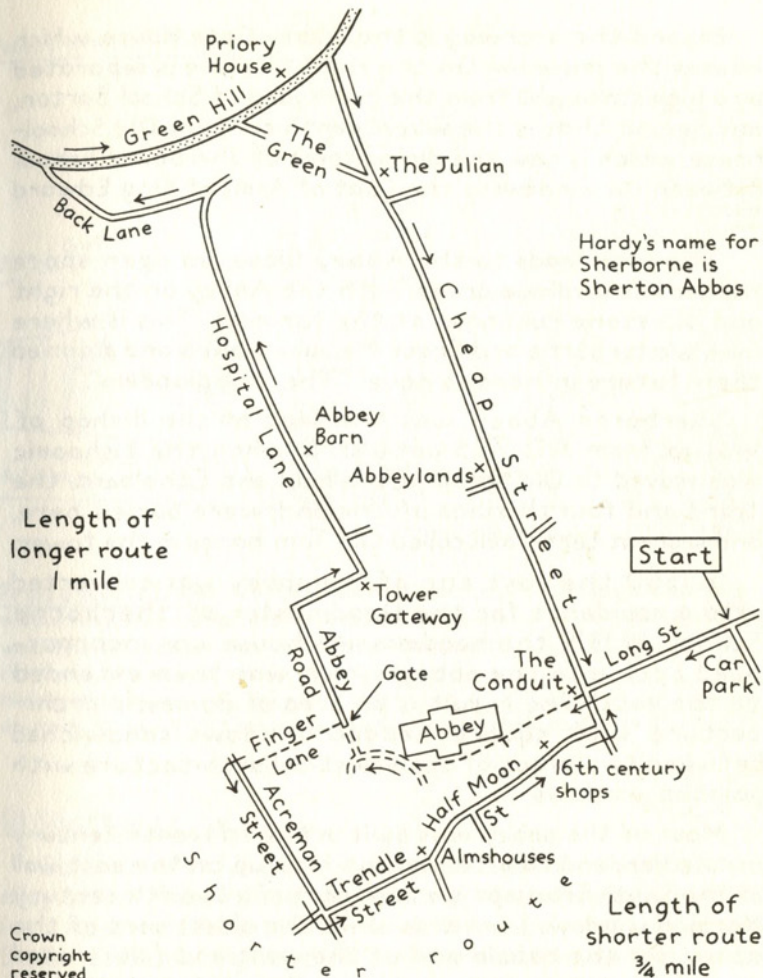 Priory
House
Green Hill
The
Green
The Julian
Back Lane
Hardy's name for
Sherborne is
Sherton Abbas
Cheap Street
Hospital Lane
Abbey
Barn
Abbeylands
Length of
longer route
1 mile
Start
Tower
Gateway
Long St
Car
park
The
Conduit
Abbey
Road
Gate
Finger
Lane
Abbey
Half Moon
St
16th century
shops
Acreman
Street
Trendle
Street
Almshouses
Shorter route
Length of
shorter route
¾ mile
Crown
copyright
reserved